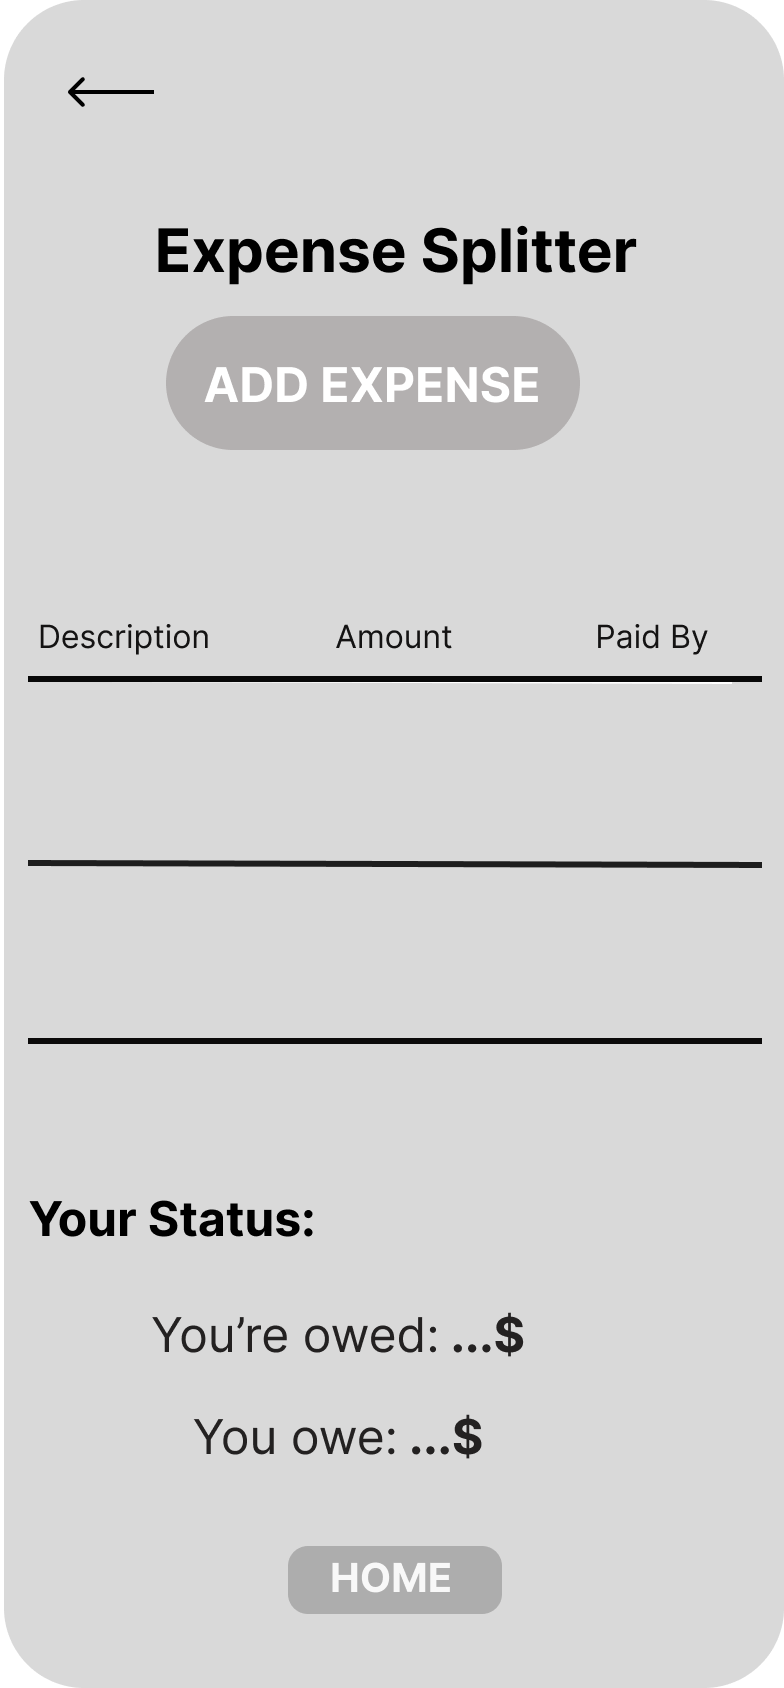 Expense Splitter
ADD EXPENSE
Description Amount Paid By
Your Status:
You’re owed: ...$
You owe: ...$
HOME